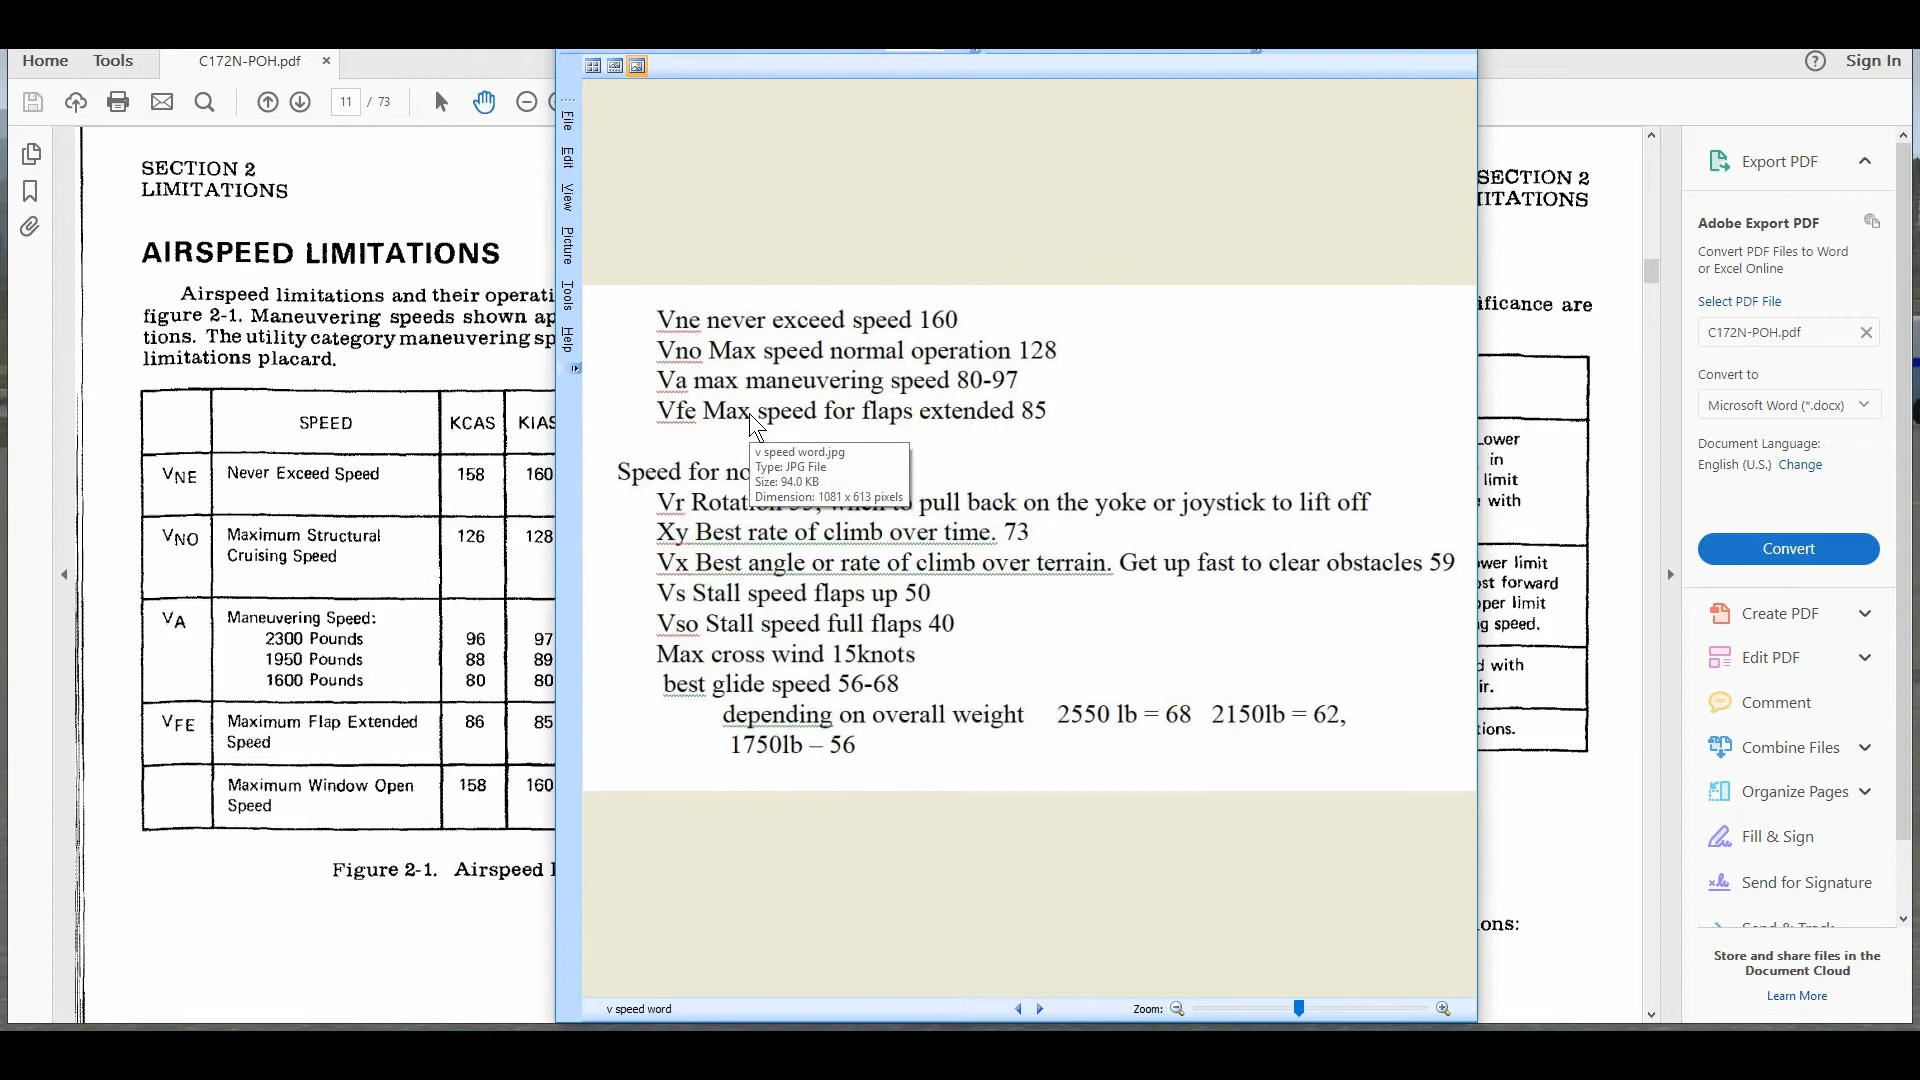 Home Tools C172N-POH.pdf ×
Sign In
11 / 73
SECTION 2
LIMITATIONS
AIRSPEED LIMITATIONS
Airspeed limitations and their operati
figure 2-1. Maneuvering speeds shown ap
tions. The utility category maneuvering sp
limitations placard.
SPEED KCAS KIAS
VNE Never Exceed Speed 158 160
VNO Maximum Structural
Cruising Speed 126 128
VA Maneuvering Speed:
2300 Pounds 96 97
1950 Pounds 88 89
1600 Pounds 80 80
VFE Maximum Flap Extended
Speed 86 85
Maximum Window Open
Speed 158 160
Figure 2-1. Airspeed
File
Edit
View
Picture
Tools
Help
Vne never exceed speed 160
Vno Max speed normal operation 128
Va max maneuvering speed 80-97
Vfe Max speed for flaps extended 85
v speed word.jpg
Type: JPG File
Size: 94.0 KB
Dimension: 1081 x 613 pixels
Speed for no
Vr Rotation to pull back on the yoke or joystick to lift off
Xy Best rate of climb over time. 73
Vx Best angle or rate of climb over terrain. Get up fast to clear obstacles 59
Vs Stall speed flaps up 50
Vso Stall speed full flaps 40
Max cross wind 15knots
best glide speed 56-68
depending on overall weight 2550 lb = 68 2150lb = 62,
1750lb – 56
v speed word
Zoom:
SECTION 2
ITATIONS
ificance are
Lower
in
limit
with
wer limit
st forward
per limit
g speed.
d with
ir.
ions.
ons:
Export PDF
Adobe Export PDF
Convert PDF Files to Word
or Excel Online
Select PDF File
C172N-POH.pdf
Convert to
Microsoft Word (*.docx)
Document Language:
English (U.S.) Change
Convert
Create PDF
Edit PDF
Comment
Combine Files
Organize Pages
Fill & Sign
Send for Signature
Send & Track
Store and share files in the
Document Cloud
Learn More